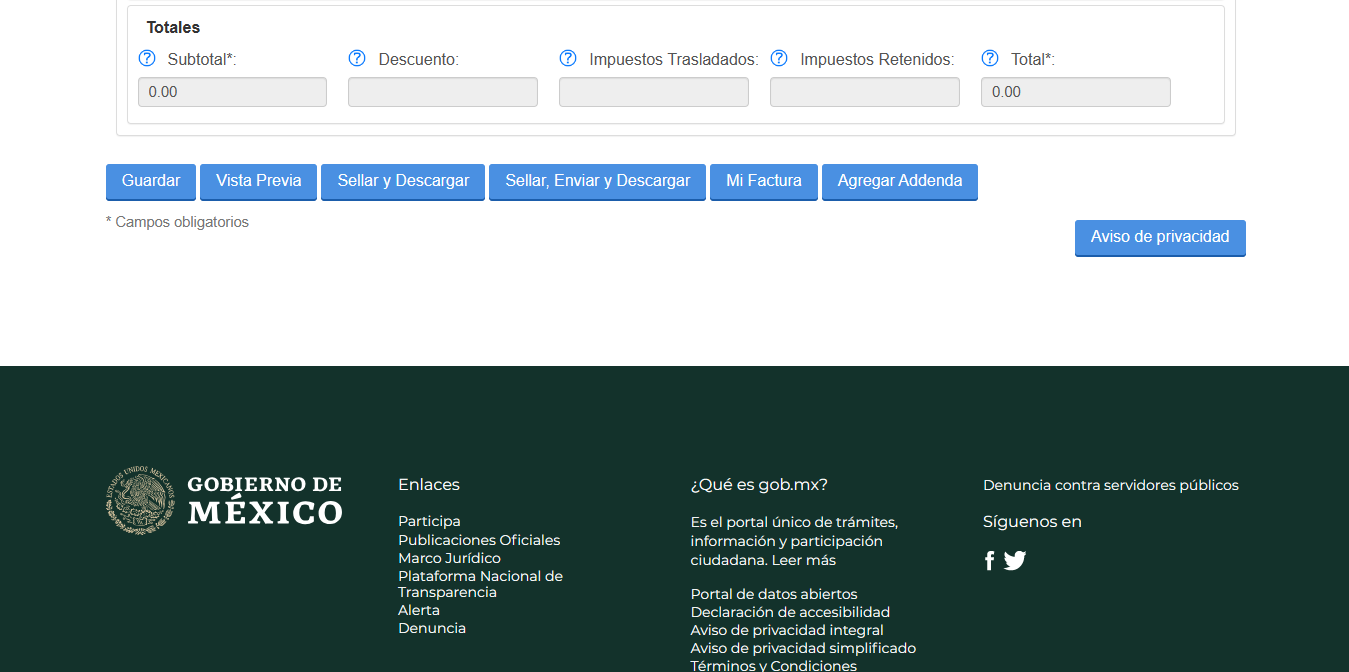 Totales
Subtotal*: Descuento: Impuestos Trasladados: Impuestos Retenidos: Total*:
0.00 0.00
Guardar Vista Previa Sellar y Descargar Sellar, Enviar y Descargar Mi Factura Agregar Addenda
* Campos obligatorios
Aviso de privacidad
ESTADOS UNIDOS MEXICANOS
GOBIERNO DE
MÉXICO
Enlaces
Participa
Publicaciones Oficiales
Marco Jurídico
Plataforma Nacional de
Transparencia
Alerta
Denuncia
¿Qué es gob.mx?
Es el portal único de trámites,
información y participación
ciudadana. Leer más
Portal de datos abiertos
Declaración de accesibilidad
Aviso de privacidad integral
Aviso de privacidad simplificado
Términos y Condiciones
Denuncia contra servidores públicos
Síguenos en